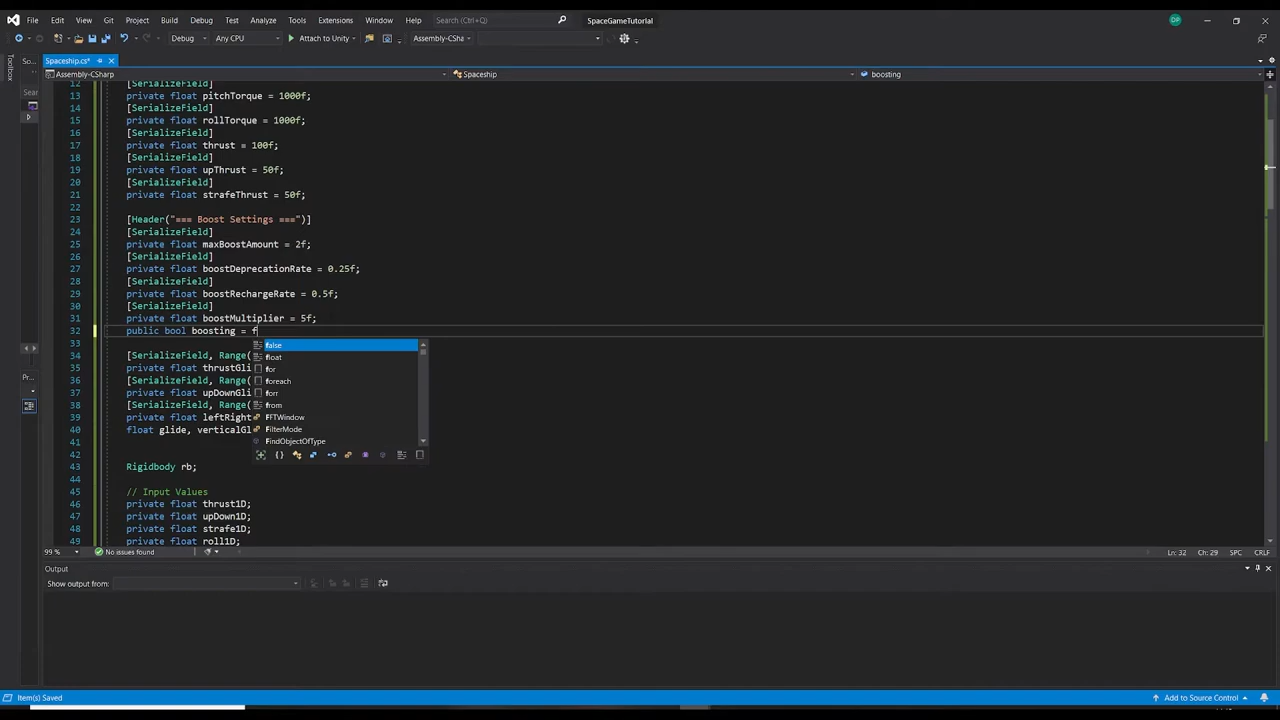 File Edit View Git Project Build Debug Test Analyze Tools Extensions Window Help Search (Ctrl+Q) SpaceGameTutorial DP
Debug Any CPU Attach to Unity Assembly-CSha
Toolbox
Spaceship.cs* So...
Assembly-CSharp Spaceship boosting
Sear
12 [SerializeField]
13 private float pitchTorque = 1000f;
14 [SerializeField]
15 private float rollTorque = 1000f;
16 [SerializeField]
17 private float thrust = 100f;
18 [SerializeField]
19 private float upThrust = 50f;
20 [SerializeField]
21 private float strafeThrust = 50f;
22
23 [Header("=== Boost Settings ===")]
24 [SerializeField]
25 private float maxBoostAmount = 2f;
26 [SerializeField]
27 private float boostDeprecationRate = 0.25f;
28 [SerializeField]
29 private float boostRechargeRate = 0.5f;
30 [SerializeField]
31 private float boostMultiplier = 5f;
32 public bool boosting = f
33
34 [SerializeField, Range(
35 private float thrustGli
36 [SerializeField, Range(
37 private float upDownGli
38 [SerializeField, Range(
39 private float leftRight
40 float glide, verticalGl
41
42
43 Rigidbody rb;
44
45 // Input Values
46 private float thrust1D;
47 private float upDown1D;
48 private float strafe1D;
49 private float roll1D;
false
float
for
foreach
forr
from
FFTWindow
FilterMode
FindObjectOfType
Pr...
99 % No issues found Ln: 32 Ch: 29 SPC CRLF
Output
Show output from:
Item(s) Saved Add to Source Control